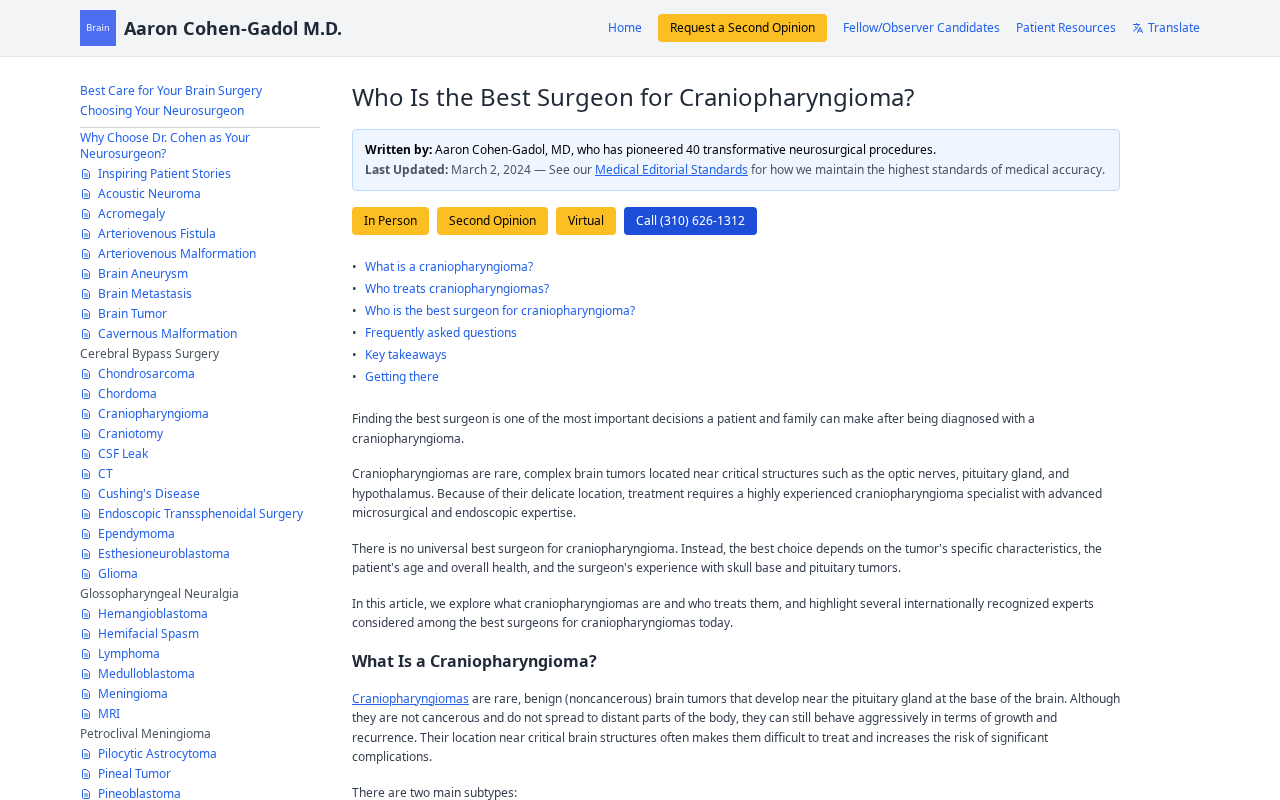 Brain
Aaron Cohen-Gadol M.D.
Home
Request a Second Opinion
Fellow/Observer Candidates
Patient Resources
Translate
Best Care for Your Brain Surgery
Choosing Your Neurosurgeon
Why Choose Dr. Cohen as Your
Neurosurgeon?
Inspiring Patient Stories
Acoustic Neuroma
Acromegaly
Arteriovenous Fistula
Arteriovenous Malformation
Brain Aneurysm
Brain Metastasis
Brain Tumor
Cavernous Malformation
Cerebral Bypass Surgery
Chondrosarcoma
Chordoma
Craniopharyngioma
Craniotomy
CSF Leak
CT
Cushing's Disease
Endoscopic Transsphenoidal Surgery
Ependymoma
Esthesioneuroblastoma
Glioma
Glossopharyngeal Neuralgia
Hemangioblastoma
Hemifacial Spasm
Lymphoma
Medulloblastoma
Meningioma
MRI
Petroclival Meningioma
Pilocytic Astrocytoma
Pineal Tumor
Pineoblastoma
Who Is the Best Surgeon for Craniopharyngioma?
Written by: Aaron Cohen-Gadol, MD, who has pioneered 40 transformative neurosurgical procedures.
Last Updated: March 2, 2024 — See our Medical Editorial Standards for how we maintain the highest standards of medical accuracy.
In Person
Second Opinion
Virtual
Call (310) 626-1312
• What is a craniopharyngioma?
• Who treats craniopharyngiomas?
• Who is the best surgeon for craniopharyngioma?
• Frequently asked questions
• Key takeaways
• Getting there
Finding the best surgeon is one of the most important decisions a patient and family can make after being diagnosed with a
craniopharyngioma.
Craniopharyngiomas are rare, complex brain tumors located near critical structures such as the optic nerves, pituitary gland, and
hypothalamus. Because of their delicate location, treatment requires a highly experienced craniopharyngioma specialist with advanced
microsurgical and endoscopic expertise.
There is no universal best surgeon for craniopharyngioma. Instead, the best choice depends on the tumor's specific characteristics, the
patient's age and overall health, and the surgeon's experience with skull base and pituitary tumors.
In this article, we explore what craniopharyngiomas are and who treats them, and highlight several internationally recognized experts
considered among the best surgeons for craniopharyngiomas today.
What Is a Craniopharyngioma?
Craniopharyngiomas are rare, benign (noncancerous) brain tumors that develop near the pituitary gland at the base of the brain. Although
they are not cancerous and do not spread to distant parts of the body, they can still behave aggressively in terms of growth and
recurrence. Their location near critical brain structures often makes them difficult to treat and increases the risk of significant
complications.
There are two main subtypes: